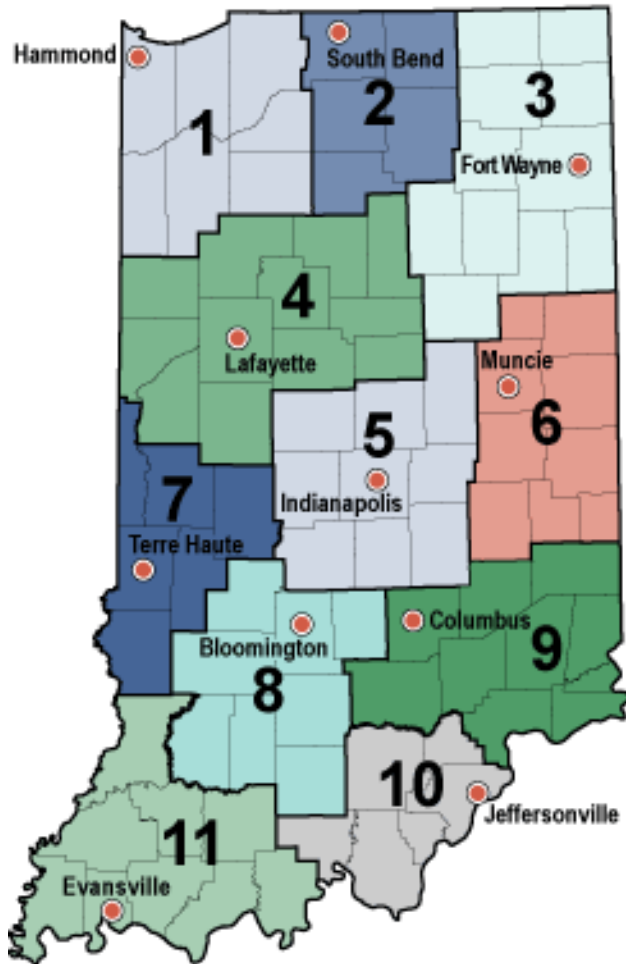 Hammond
South Bend
1
2
3
Fort Wayne
4
Lafayette
Muncie
5
6
Indianapolis
7
Terre Haute
Bloomington
Columbus
8
9
10
Jeffersonville
11
Evansville